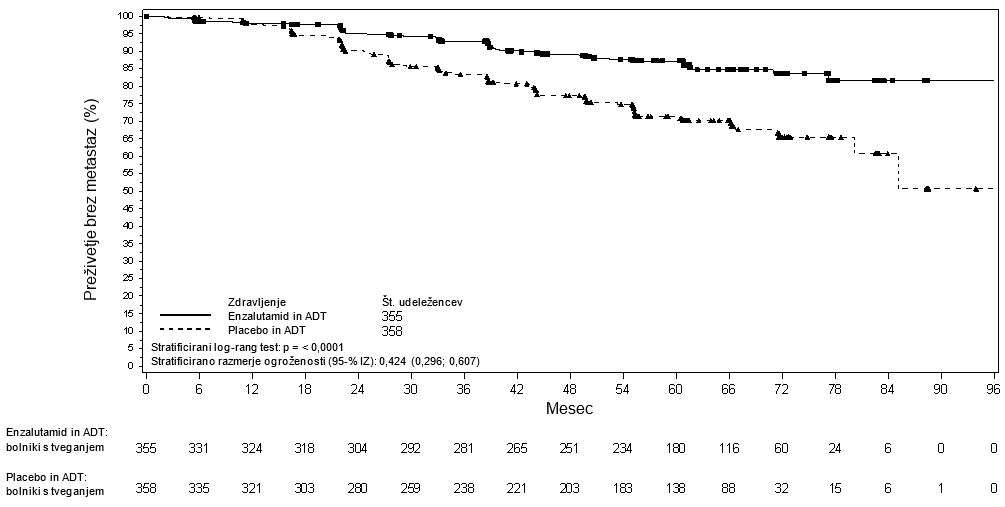 100
95
90
85
80
75
70
65
60
55
50
45
40
35
30
25
20
15
10
5
0
Preživetje brez metastaz (%)
Zdravljenje Št. udeležencev
Enzalutamid in ADT 355
Placebo in ADT 358
Stratificirani log-rang test: p = < 0,0001
Stratificirano razmerje ogroženosti (95-% IZ): 0,424 (0,296; 0,607)
0 6 12 18 24 30 36 42 48 54 60 66 72 78 84 90 96
Mesec
Enzalutamid in ADT:
bolniki s tveganjem 355 331 324 318 304 292 281 265 251 234 180 116 60 24 6 0 0
Placebo in ADT:
bolniki s tveganjem 358 335 321 303 280 259 238 221 203 183 138 88 32 15 6 1 0